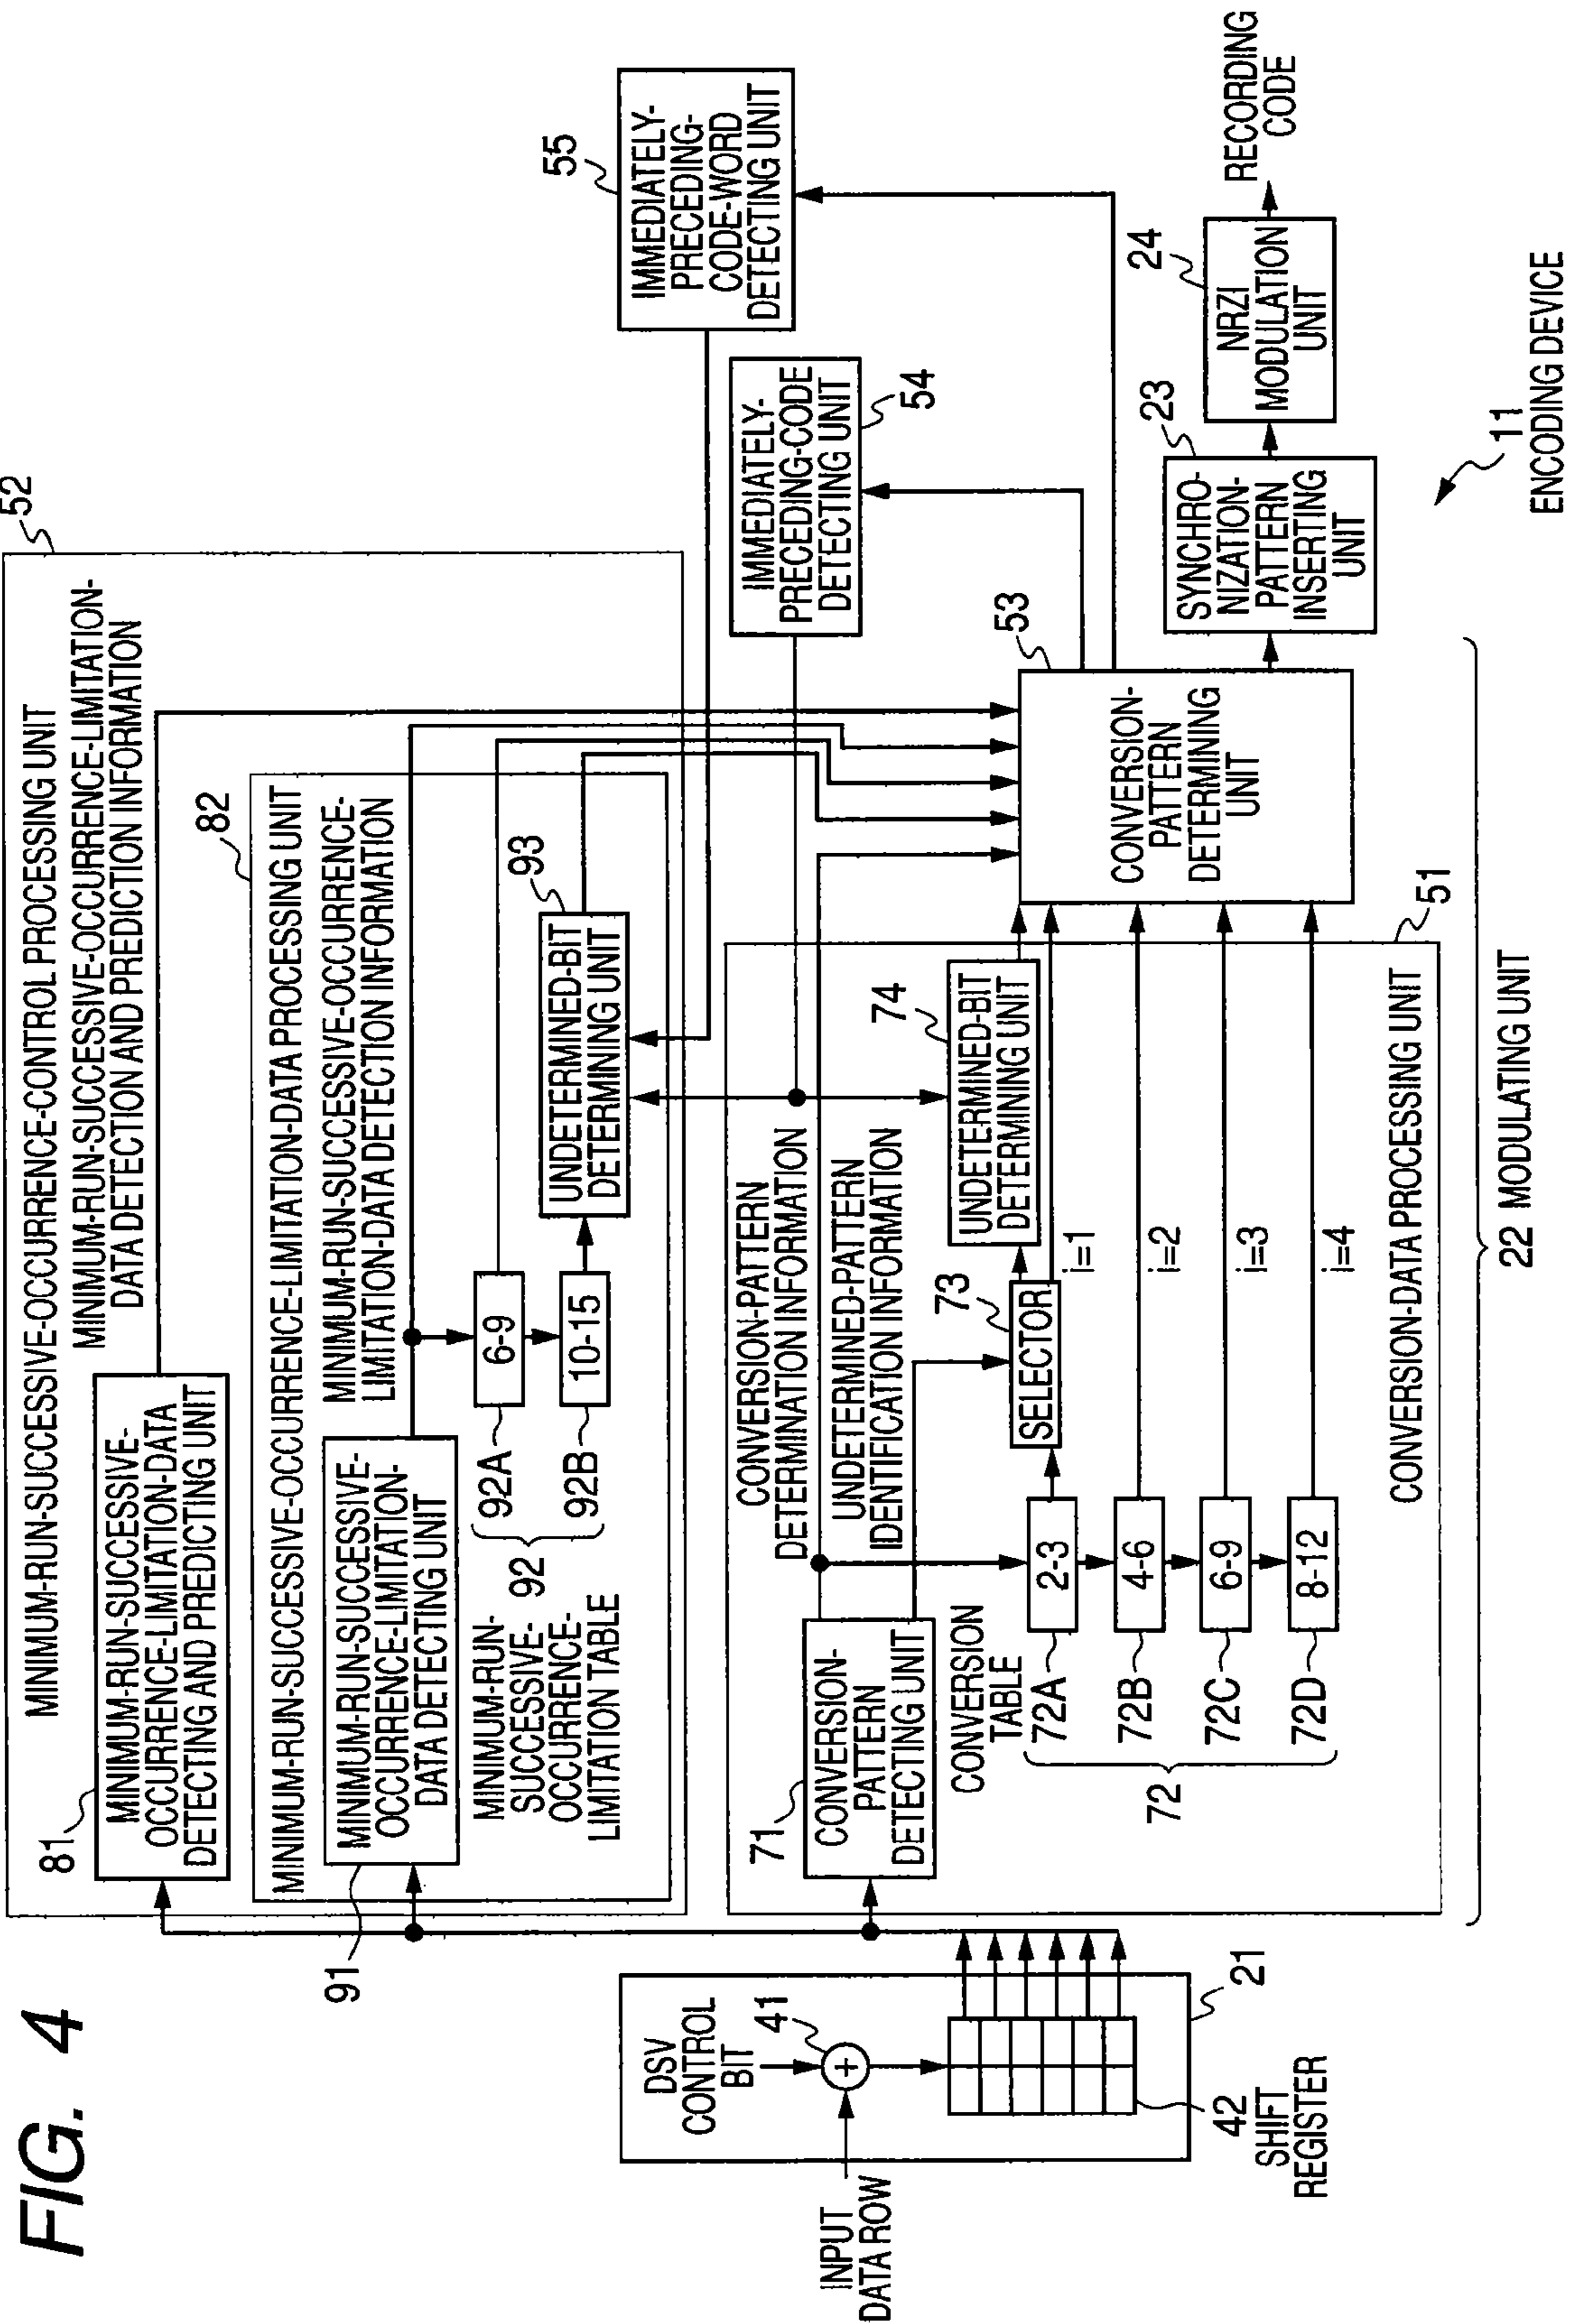 FIG. 4
52
MINIMUM-RUN-SUCCESSIVE-OCCURRENCE-CONTROL PROCESSING UNIT
MINIMUM-RUN-SUCCESSIVE-OCCURRENCE-LIMITATION-
DATA DETECTION AND PREDICTION INFORMATION
81
MINIMUM-RUN-SUCCESSIVE-
OCCURRENCE-LIMITATION-DATA
DETECTING AND PREDICTING UNIT
82
MINIMUM-RUN-SUCCESSIVE-OCCURRENCE-LIMITATION-DATA PROCESSING UNIT
MINIMUM-RUN-SUCCESSIVE-OCCURRENCE-
LIMITATION-DATA DETECTION INFORMATION
91
MINIMUM-RUN-SUCCESSIVE-
OCCURRENCE-LIMITATION-
DATA DETECTING UNIT
92A
6-9
92B
10-15
92
MINIMUM-RUN-
SUCCESSIVE-
OCCURRENCE-
LIMITATION TABLE
93
UNDETERMINED-BIT
DETERMINING UNIT
55
IMMEDIATELY-
PRECEDING-
CODE-WORD
DETECTING UNIT
IMMEDIATELY-
PRECEDING-CODE
DETECTING UNIT
54
CONVERSION-PATTERN
DETERMINATION INFORMATION
UNDETERMINED-PATTERN
IDENTIFICATION INFORMATION
71
CONVERSION-
PATTERN
DETECTING UNIT
CONVERSION
TABLE
72A
2-3
72B
4-6
72C
6-9
72D
8-12
72
73
SELECTOR
74
UNDETERMINED-BIT
DETERMINING UNIT
i=1
i=2
i=3
i=4
CONVERSION-DATA PROCESSING UNIT
51
53
CONVERSION-
PATTERN
DETERMINING
UNIT
22 MODULATING UNIT
23
SYNCHRO-
NIZATION-
PATTERN
INSERTING
UNIT
24
NRZI
MODULATION
UNIT
RECORDING
CODE
11
ENCODING DEVICE
INPUT
DATA ROW
DSV
CONTROL
BIT
41
+
21
42
SHIFT
REGISTER